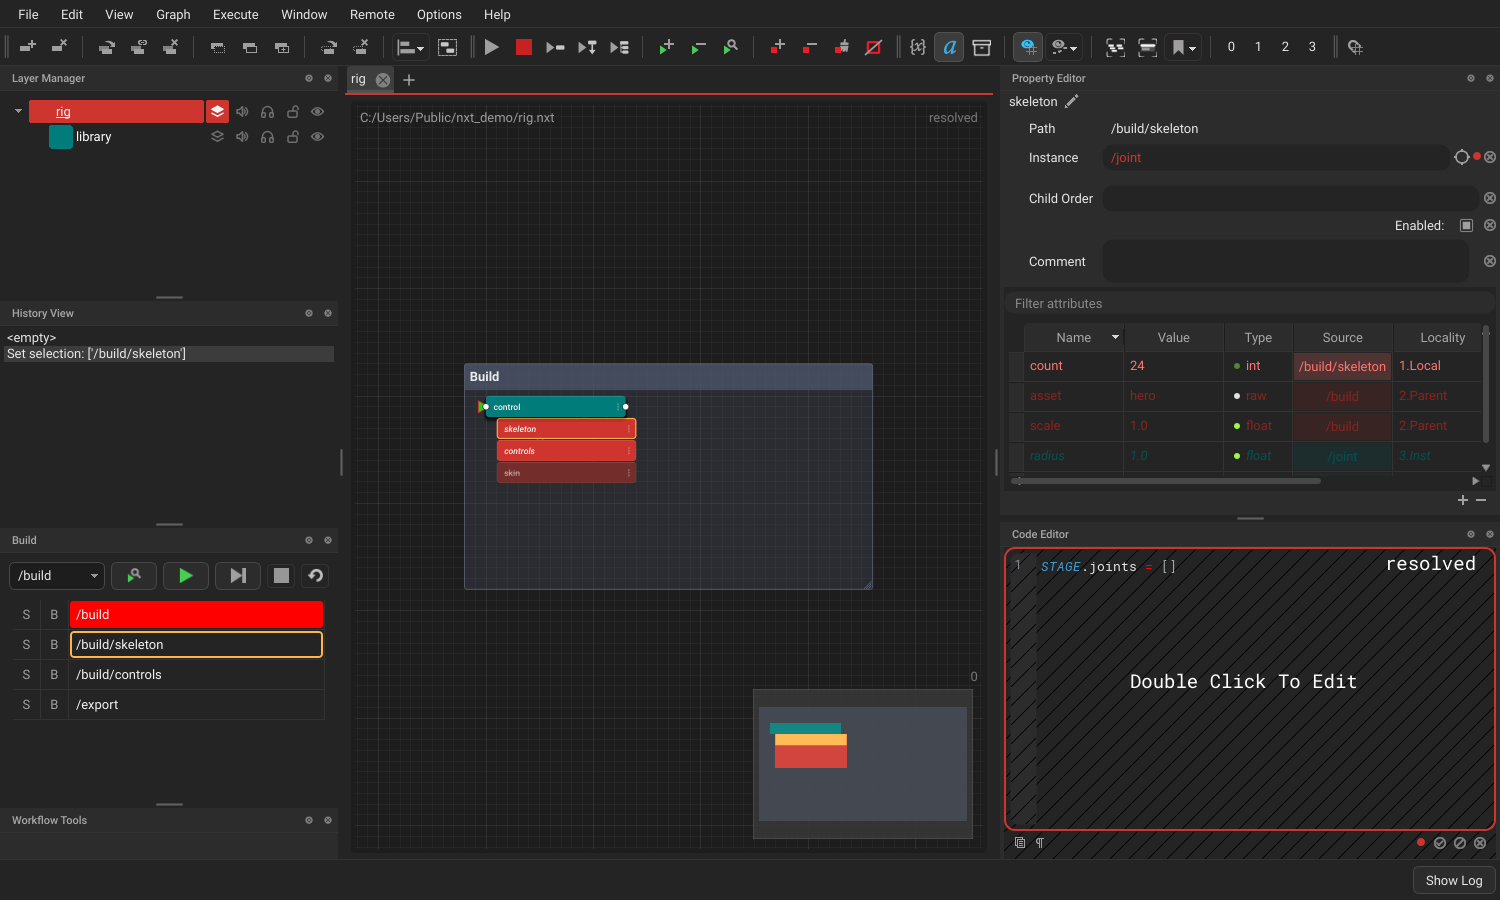 File Edit View Graph Execute Window Remote Options Help
{x} a 0 1 2 3
Layer Manager
rig
library
History View
<empty>
Set selection: ['/build/skeleton']
Build
/build
S B /build
S B /build/skeleton
S B /build/controls
S B /export
Workflow Tools
rig
C:/Users/Public/nxt_demo/rig.nxt
resolved
Build
control
skeleton
controls
skin
0
Property Editor
skeleton
Path /build/skeleton
Instance /joint
Child Order
Enabled:
Comment
Filter attributes
Name Value Type Source Locality
count 24 int /build/skeleton 1.Local
asset hero raw /build 2.Parent
scale 1.0 float /build 2.Parent
radius 1.0 float /joint 3.Inst
Code Editor
1 STAGE.joints = []
resolved
Double Click To Edit
Show Log